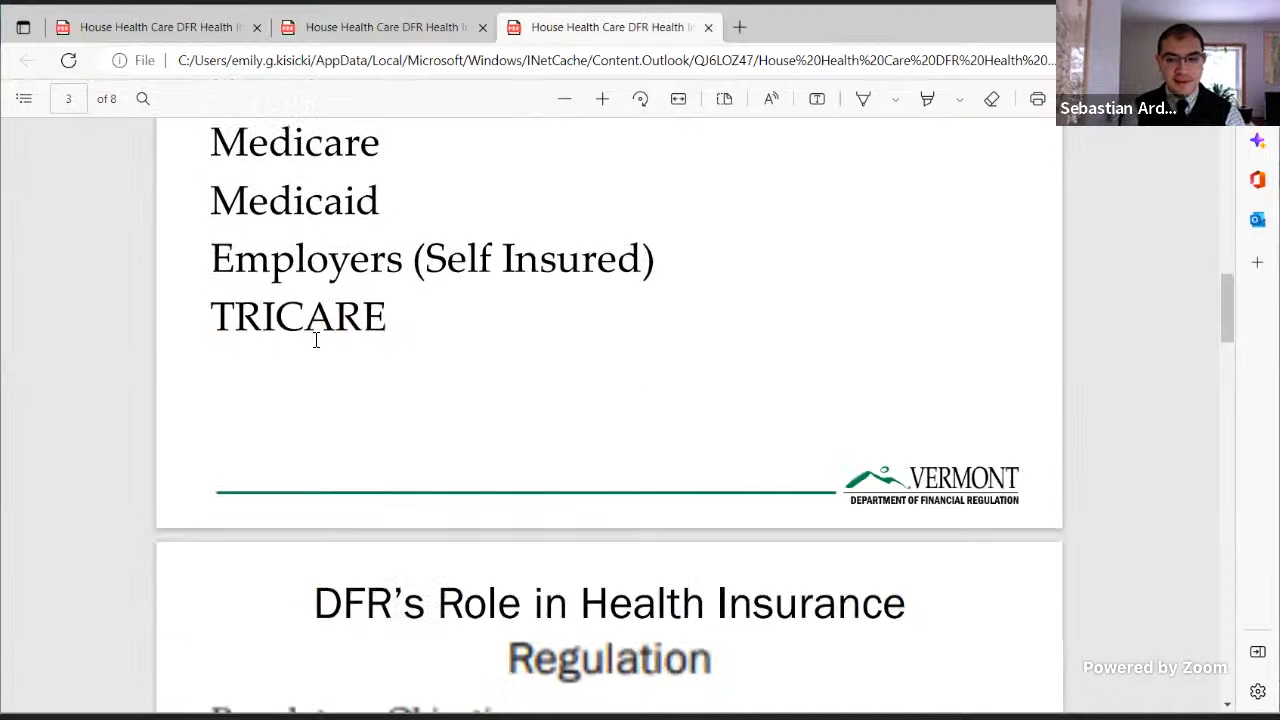 House Health Care DFR Health I
House Health Care DFR Health I
House Health Care DFR Health I
File
C:/Users/emily.g.kisicki/AppData/Local/Microsoft/Windows/INetCache/Content.Outlook/QJ6LOZ47/House%20Health%20Care%20DFR%20Health%20...
3 of 8
Sebastian Ard...
Medicare
Medicaid
Employers (Self Insured)
TRICARE
VERMONT
DEPARTMENT OF FINANCIAL REGULATION
DFR's Role in Health Insurance
Regulation
Powered by Zoom